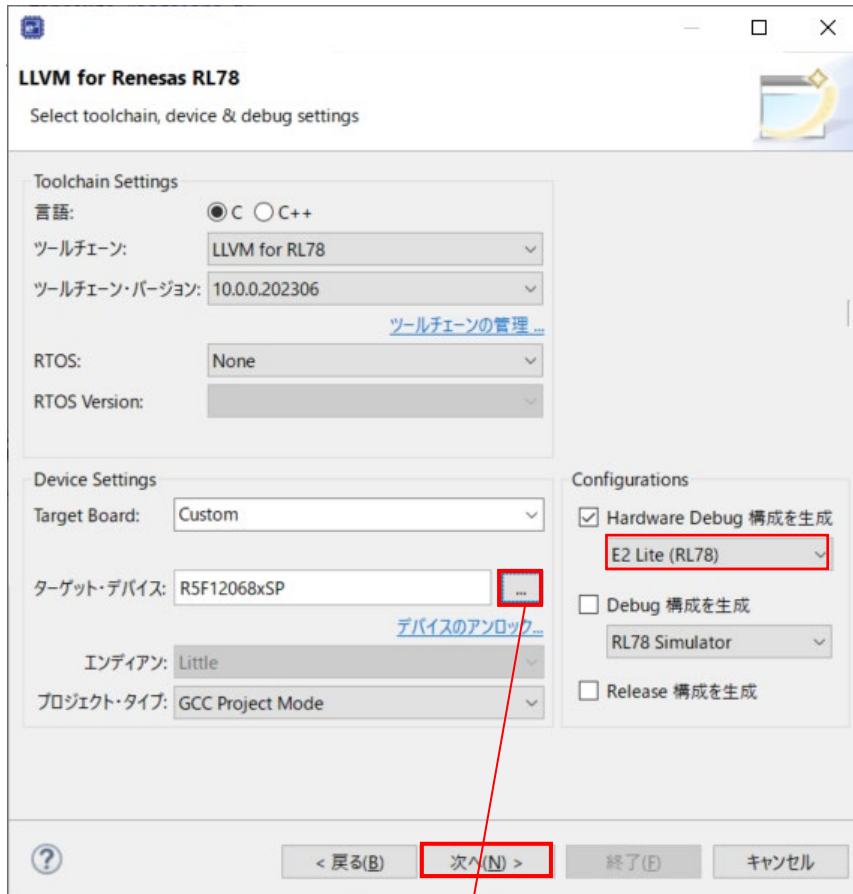 LLVM for Renesas RL78
Select toolchain, device & debug settings
Toolchain Settings
言語: C C++
ツールチェーン: LLVM for RL78
ツールチェーン・バージョン: 10.0.0.202306
ツールチェーンの管理 ...
RTOS: None
RTOS Version:
Device Settings
Target Board: Custom
ターゲット・デバイス: R5F12068xSP ...
デバイスのアンロック...
エンディアン: Little
プロジェクト・タイプ: GCC Project Mode
Configurations
Hardware Debug 構成を生成
E2 Lite (RL78)
Debug 構成を生成
RL78 Simulator
Release 構成を生成
? < 戻る(B) 次へ(N) > 終了(F) キャンセル